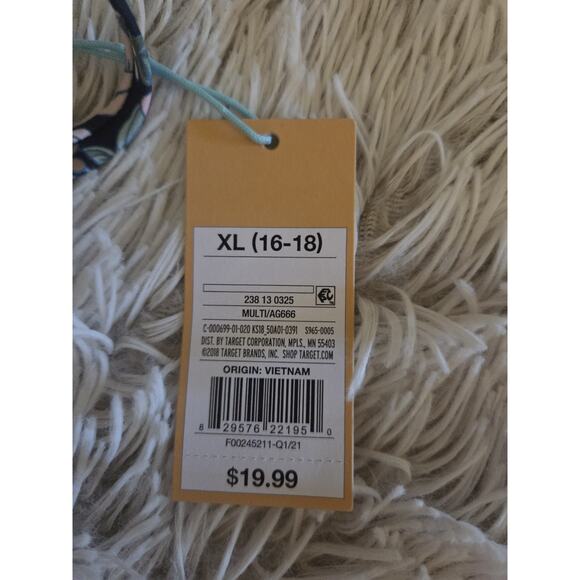 XL (16-18)
238 13 0325
MULTI/AG666
C-000699-01-020 KS18_50A01-0391 S965-0005
DIST. BY TARGET CORPORATION, MPLS., MN 55403
©2018 TARGET BRANDS, INC. SHOP TARGET.COM
ORIGIN: VIETNAM
8 29576 22195 0
F00245211-Q1/21
$19.99